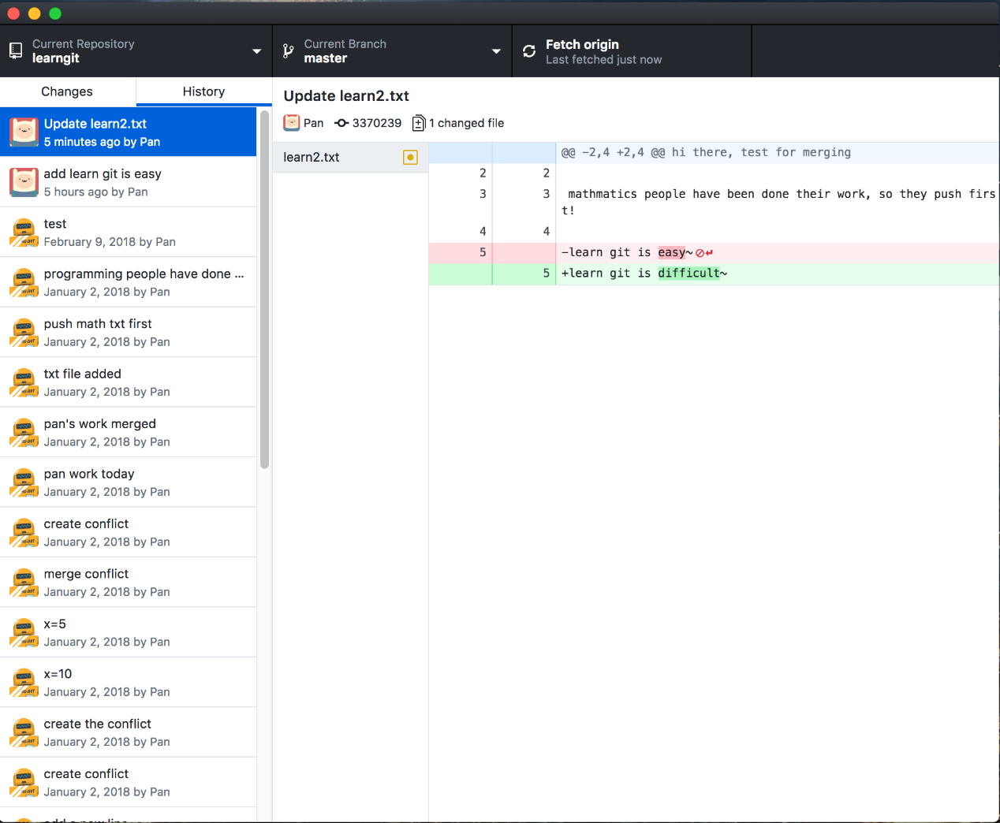 Current Repository
learngit
Current Branch
master
Fetch origin
Last fetched just now
Changes
History
Update learn2.txt
5 minutes ago by Pan
add learn git is easy
5 hours ago by Pan
test
February 9, 2018 by Pan
programming people have done ...
January 2, 2018 by Pan
push math txt first
January 2, 2018 by Pan
txt file added
January 2, 2018 by Pan
pan's work merged
January 2, 2018 by Pan
pan work today
January 2, 2018 by Pan
create conflict
January 2, 2018 by Pan
merge conflict
January 2, 2018 by Pan
x=5
January 2, 2018 by Pan
x=10
January 2, 2018 by Pan
create the conflict
January 2, 2018 by Pan
create conflict
January 2, 2018 by Pan
Update learn2.txt
Pan 3370239 1 changed file
learn2.txt
@@ -2,4 +2,4 @@ hi there, test for merging
2 2
3 3 mathmatics people have been done their work, so they push firs
t!
4 4
5 -learn git is easy~
5 +learn git is difficult~